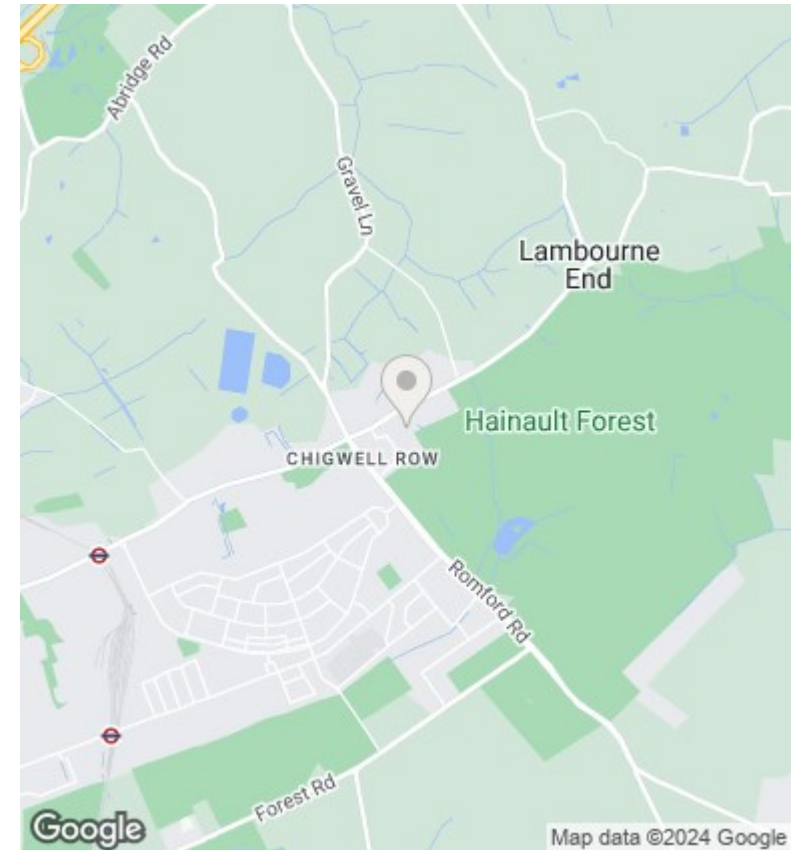 Abridge Rd
Gravel Ln
Lambourne
End
Hainault Forest
CHIGWELL ROW
Romford Rd
Forest Rd
Google
Map data ©2024 Google